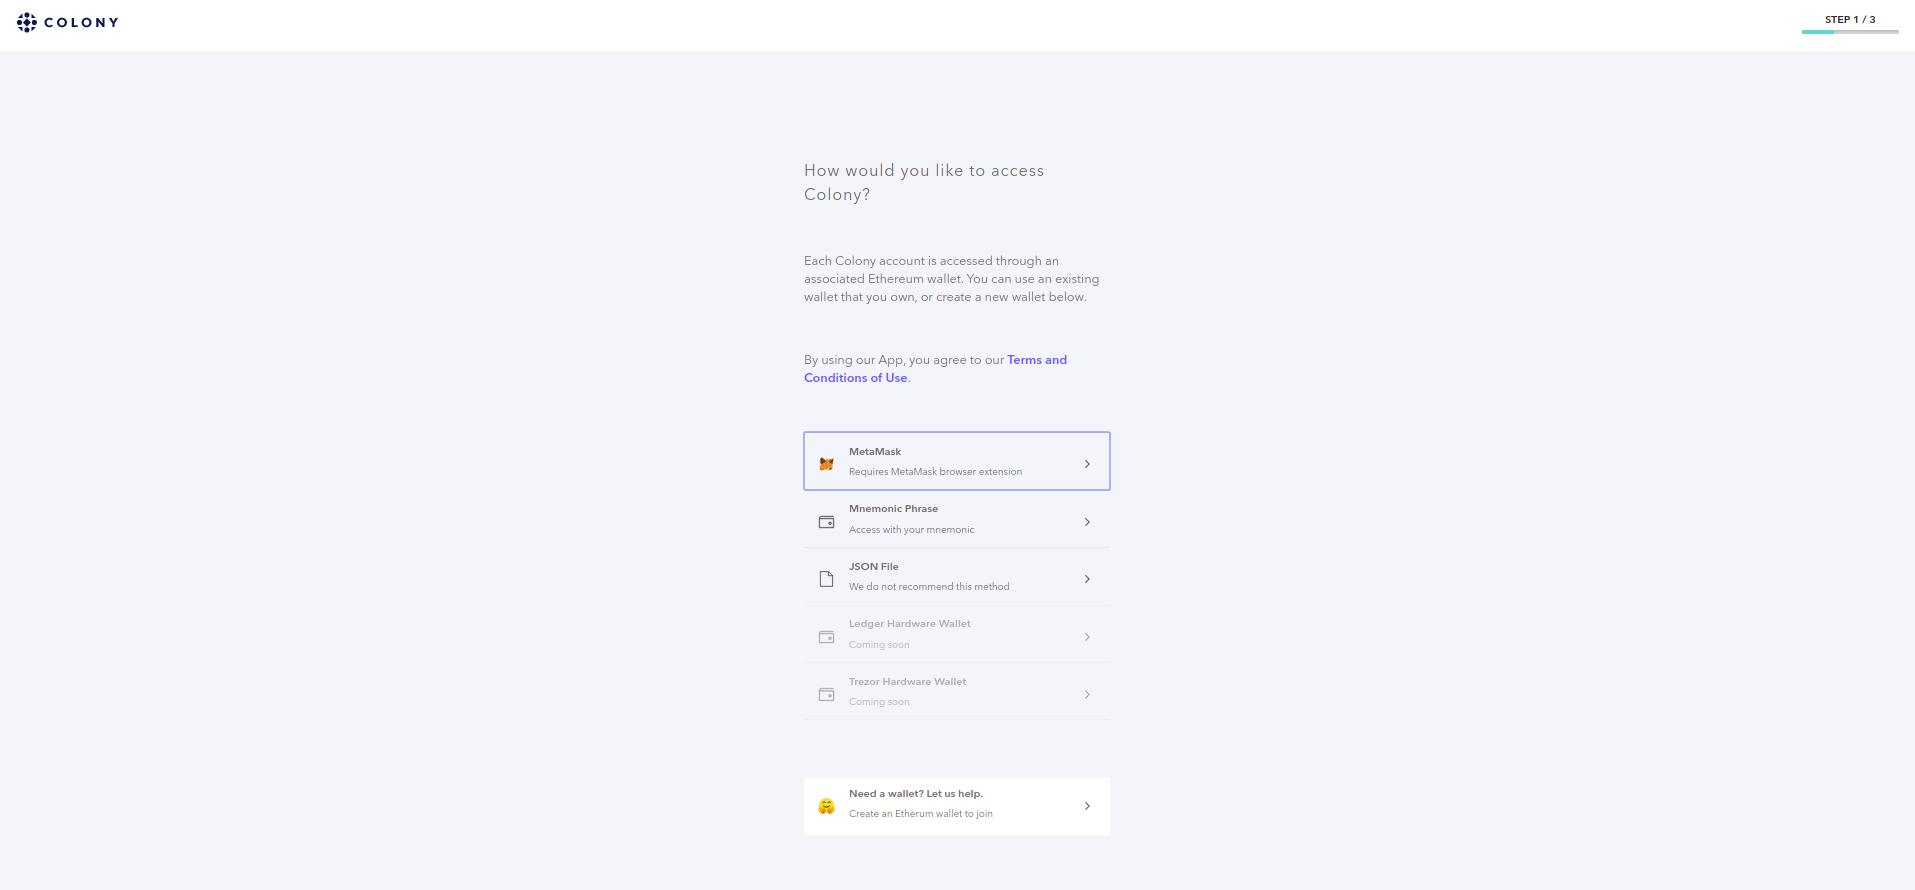 COLONY
STEP 1 / 3
How would you like to access
Colony?
Each Colony account is accessed through an
associated Ethereum wallet. You can use an existing
wallet that you own, or create a new wallet below.
By using our App, you agree to our Terms and
Conditions of Use.
MetaMask
Requires MetaMask browser extension
Mnemonic Phrase
Access with your mnemonic
JSON File
We do not recommend this method
Ledger Hardware Wallet
Coming soon
Trezor Hardware Wallet
Coming soon
Need a wallet? Let us help.
Create an Etherum wallet to join